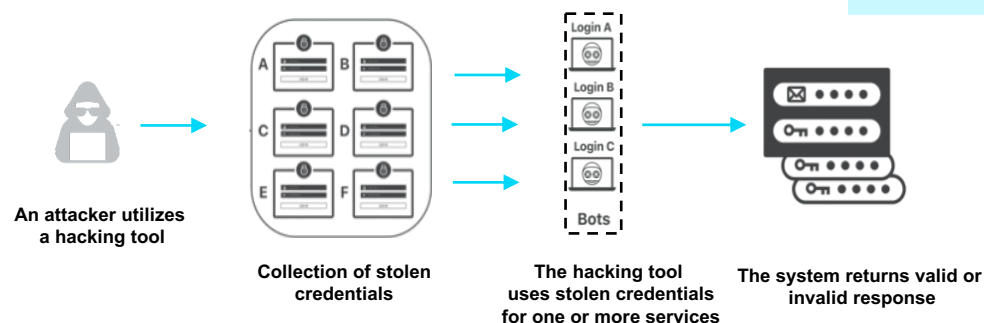 A
B
C
D
E
F
Login A
Login B
Login C
Bots
An attacker utilizes
a hacking tool
Collection of stolen
credentials
The hacking tool
uses stolen credentials
for one or more services
The system returns valid or
invalid response